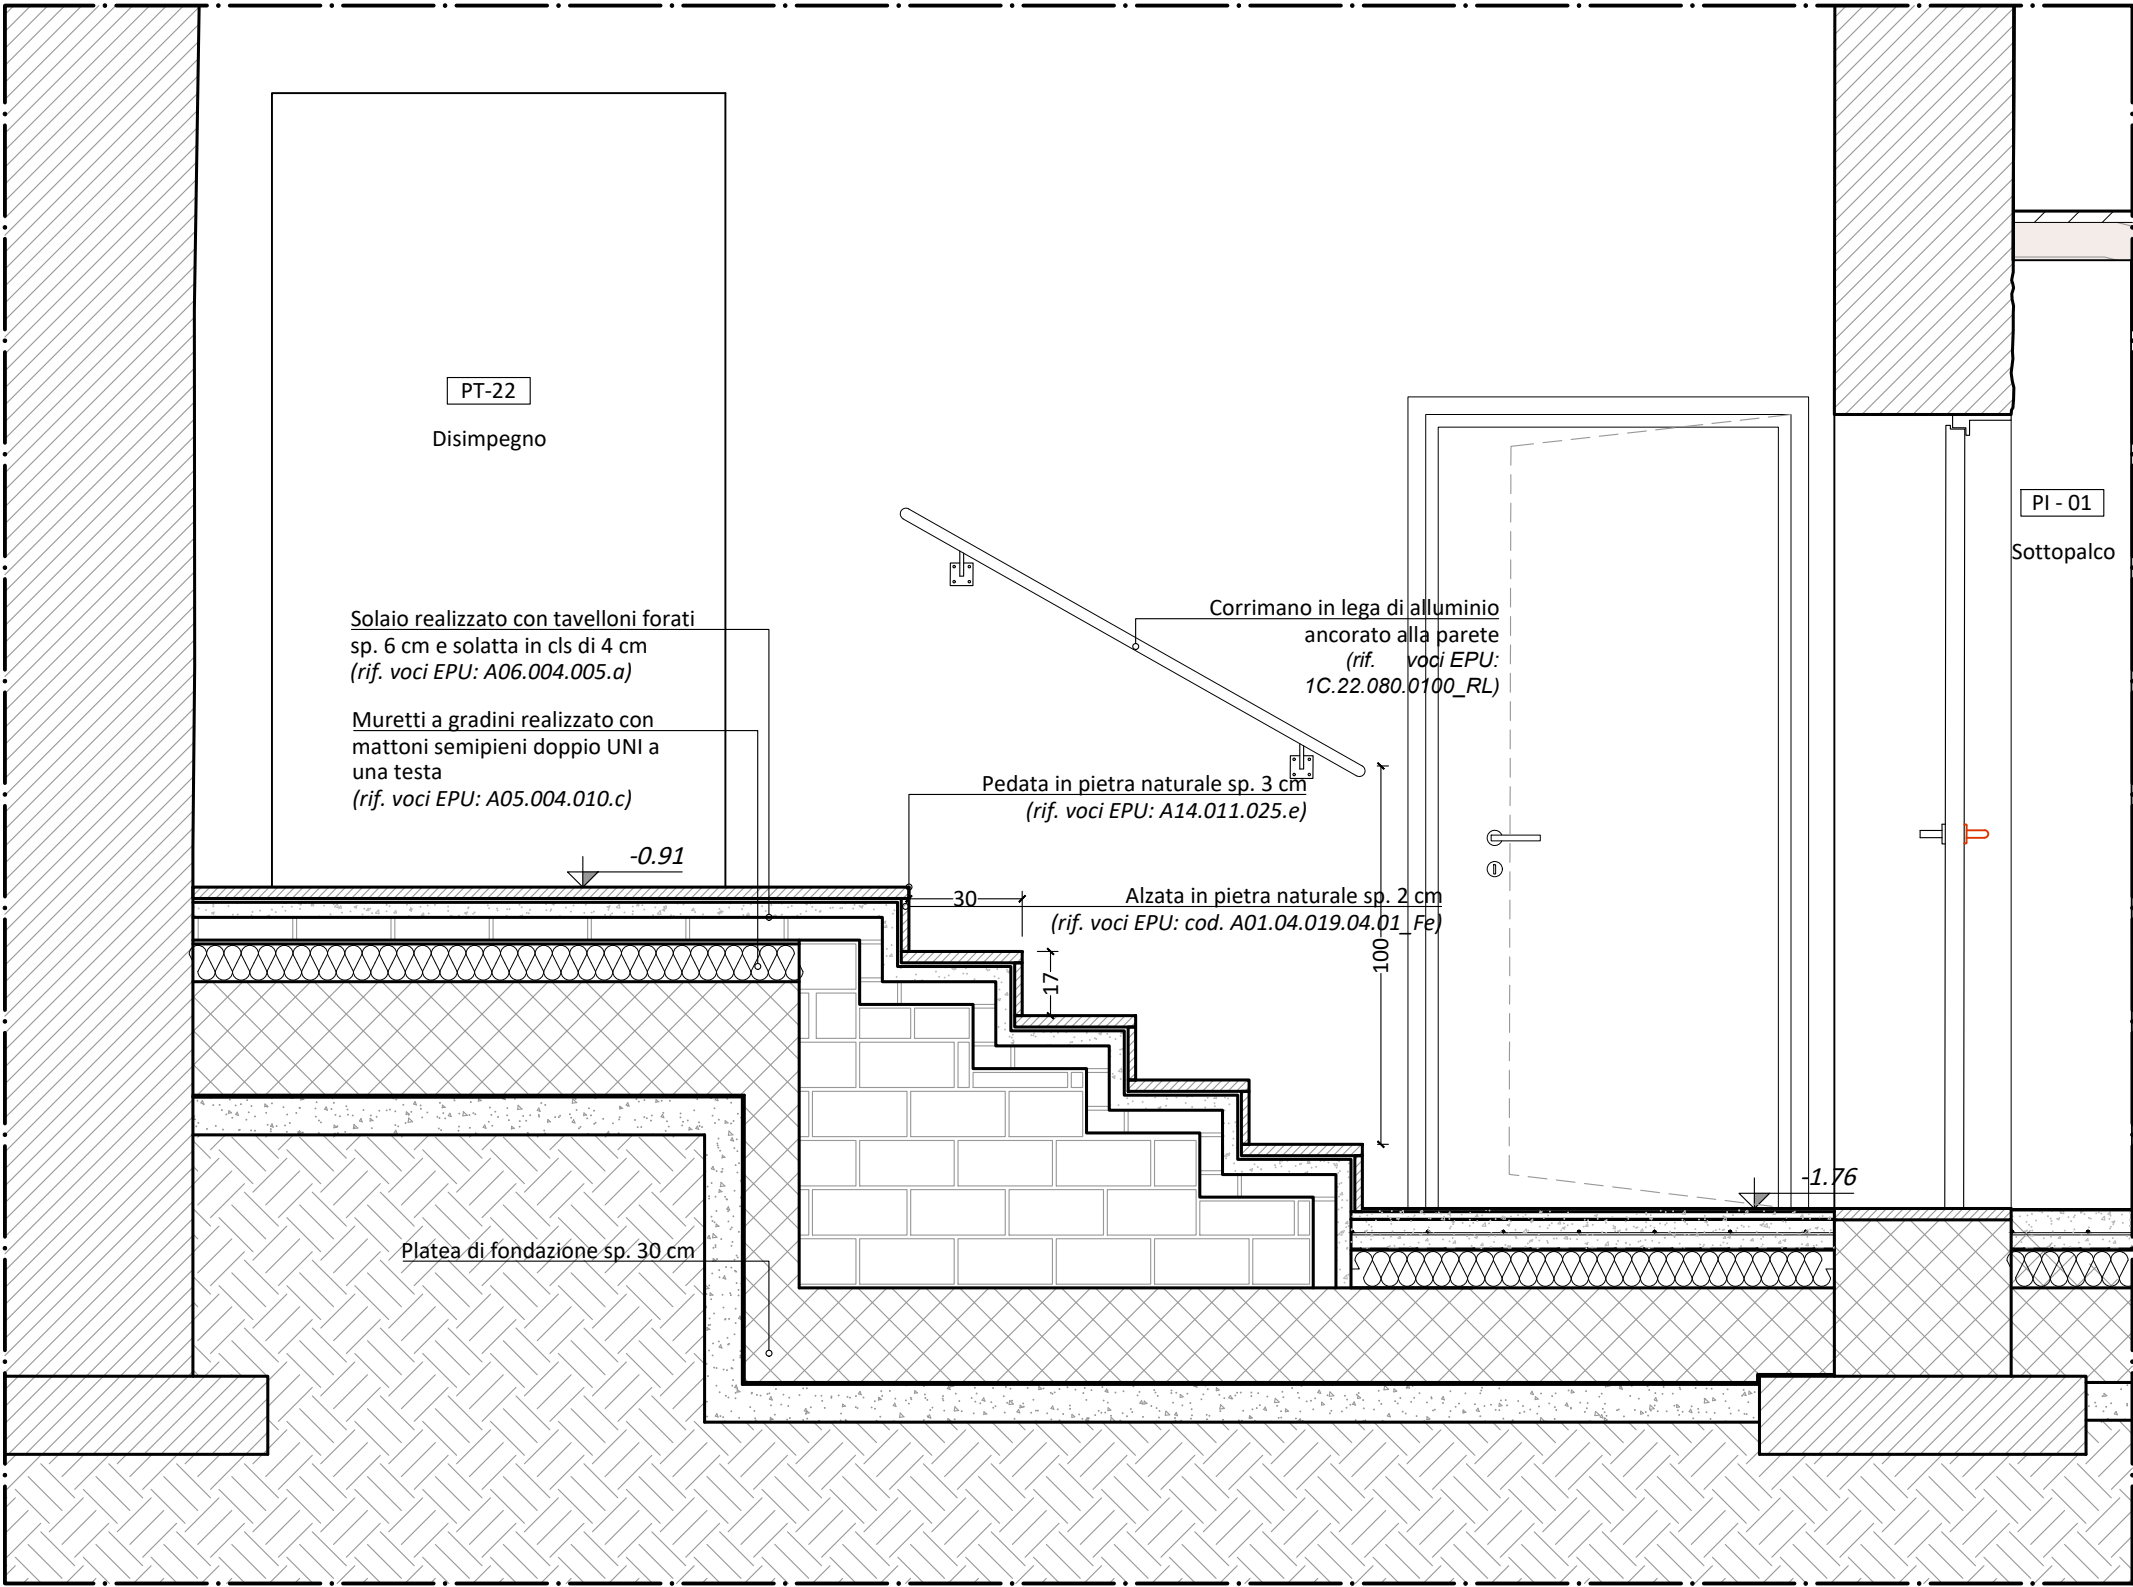 PT-22
Disimpegno
PI - 01
Sottopalco
Solaio realizzato con tavelloni forati
sp. 6 cm e solatta in cls di 4 cm
(rif. voci EPU: A06.004.005.a)
Corrimano in lega di alluminio
ancorato alla parete
(rif. voci EPU:
1C.22.080.0100_RL)
Muretti a gradini realizzato con
mattoni semipieni doppio UNI a
una testa
(rif. voci EPU: A05.004.010.c)
Pedata in pietra naturale sp. 3 cm
(rif. voci EPU: A14.011.025.e)
-0.91
30
Alzata in pietra naturale sp. 2 cm
(rif. voci EPU: cod. A01.04.019.04.01_Fe)
100
17
-1.76
Platea di fondazione sp. 30 cm